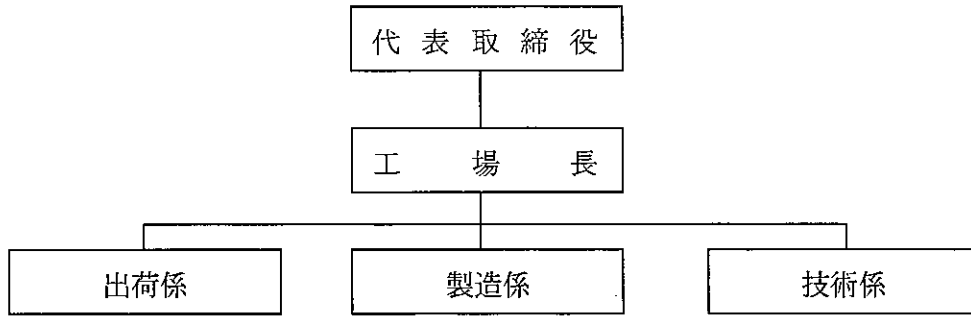 代表取締役
工場長
出荷係
製造係
技術係